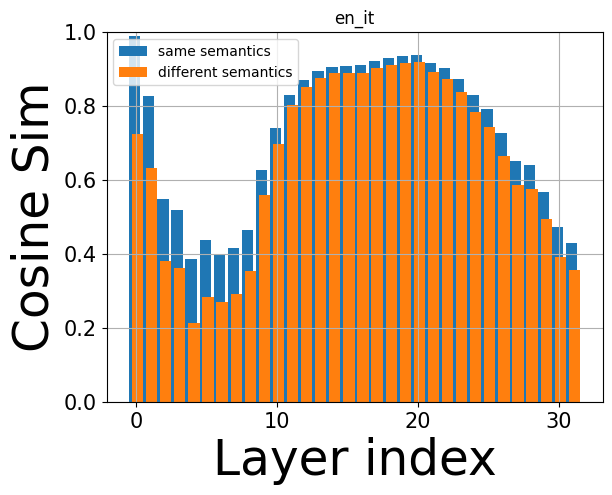 en_it
same semantics
different semantics
Cosine Sim
1.0
0.8
0.6
0.4
0.2
0.0
0 10 20 30
Layer index